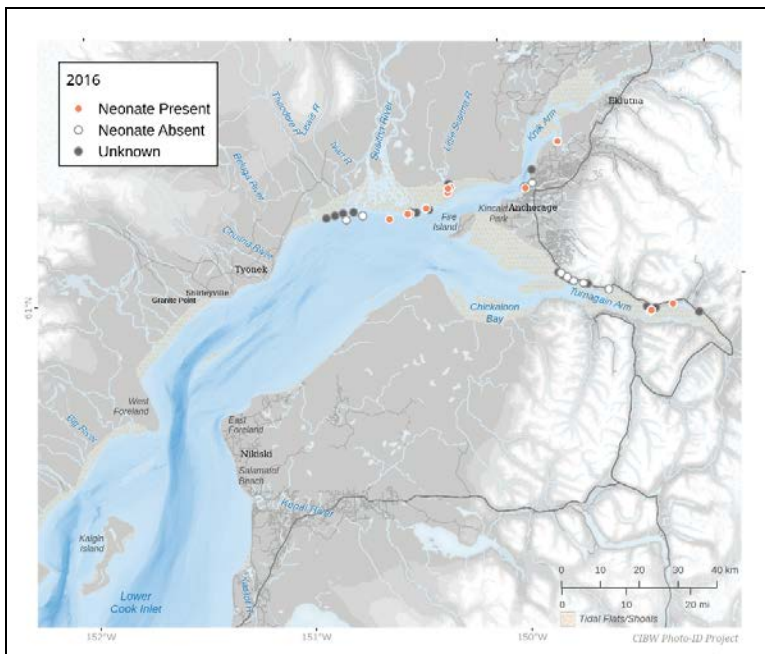 2016
Neonate Present
Neonate Absent
Unknown
Eklutna
Knik Arm
Theodore R
Lewis R
Ivan R
Susitna River
Little Susitna R
Beluga River
Chuitna River
Fire
Island
Kincaid
Park
Anchorage
Tyonek
Shirleyville
Granite Point
61°N
Chickaloon
Bay
Turnagain Arm
West
Foreland
Big River
East
Foreland
Nikiski
Salamatof
Beach
Kenai River
Kalgin
Island
Kasilof R
Lower
Cook Inlet
0 10 20 30 40 km
0 10 20 mi
Tidal Flats/Shoals
CIBW Photo-ID Project
152°W
151°W
150°W